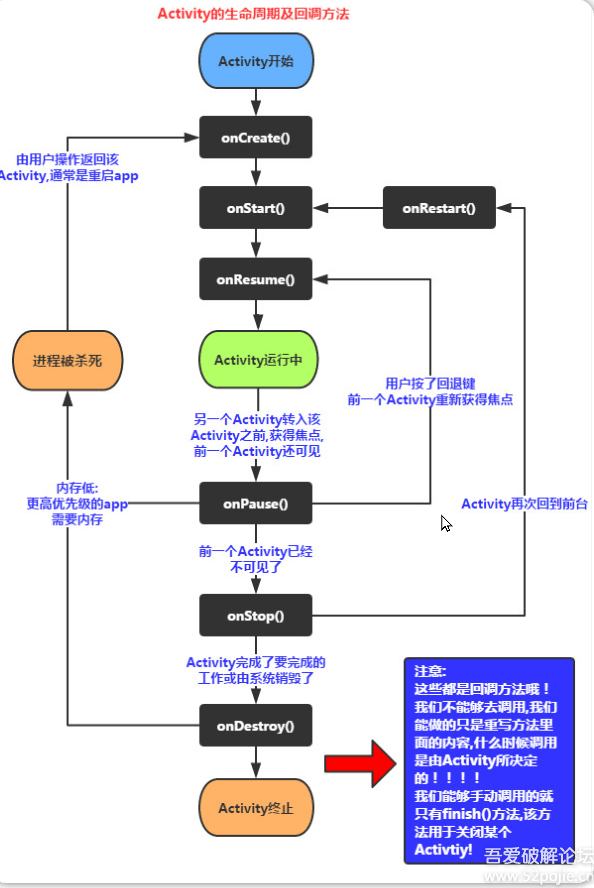 Activity的生命周期及回调方法
Activity开始
onCreate()
由用户操作返回该
Activity,通常是重启app
onStart()
onRestart()
onResume()
进程被杀死
Activity运行中
用户按了回退键
前一个Activity重新获得焦点
另一个Activity转入该
Activity之前,获得焦点,
前一个Activity还可见
内存低:
更高优先级的app
需要内存
onPause()
Activity再次回到前台
前一个Activity已经
不可见了
onStop()
Activity完成了要完成的
工作或由系统销毁了
onDestroy()
Activity终止
注意:
这些都是回调方法哦！
我们不能够去调用,我们
能做的只是重写方法里
面的内容,什么时候调用
是由Activity所决定
的！！！！
我们能够手动调用的就
只有finish()方法,该方
法用于关闭某个
Activtiy!
吾爱破解论坛
www.52pojie.cn